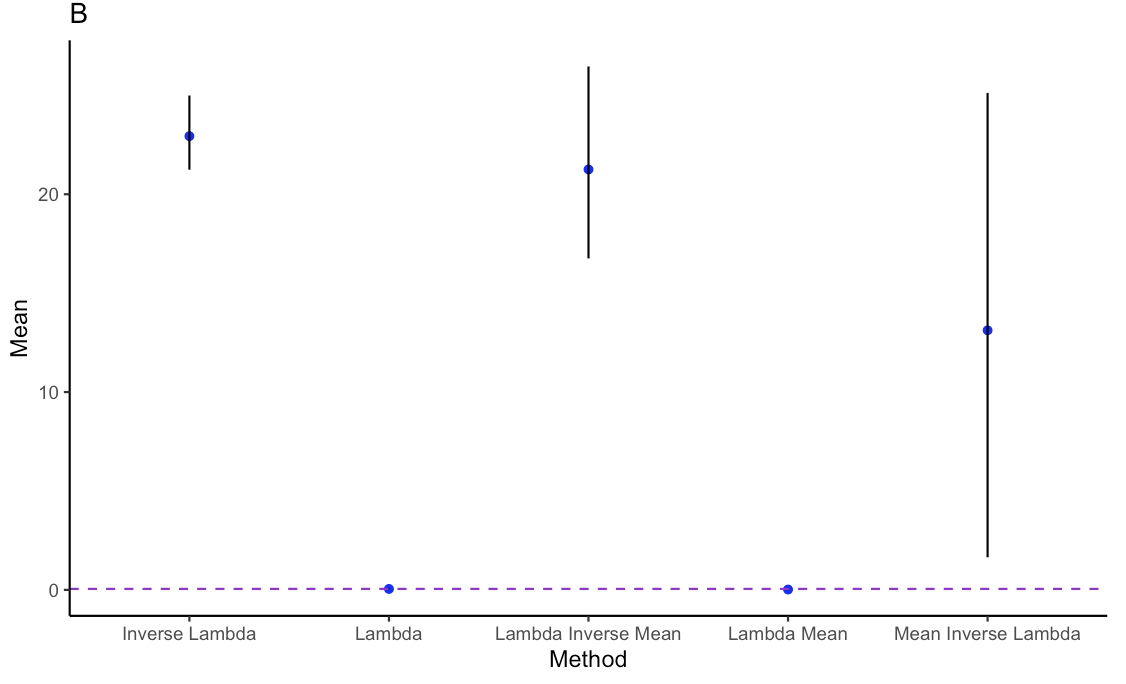 B
Mean
20
10
0
Inverse Lambda
Lambda
Lambda Inverse Mean
Lambda Mean
Mean Inverse Lambda
Method